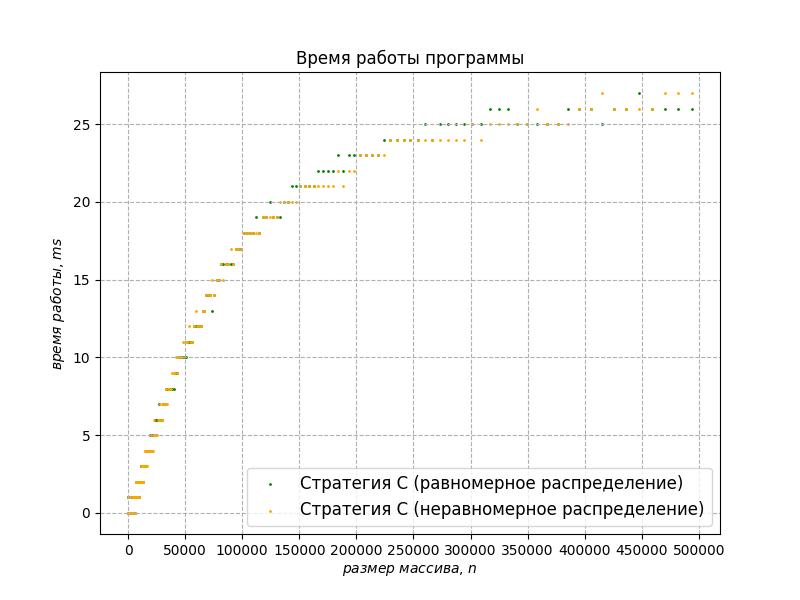 Время работы программы
время работы, ms
25
20
15
10
5
0
Стратегия С (равномерное распределение)
Стратегия С (неравномерное распределение)
0 50000 100000 150000 200000 250000 300000 350000 400000 450000 500000
размер массива, n